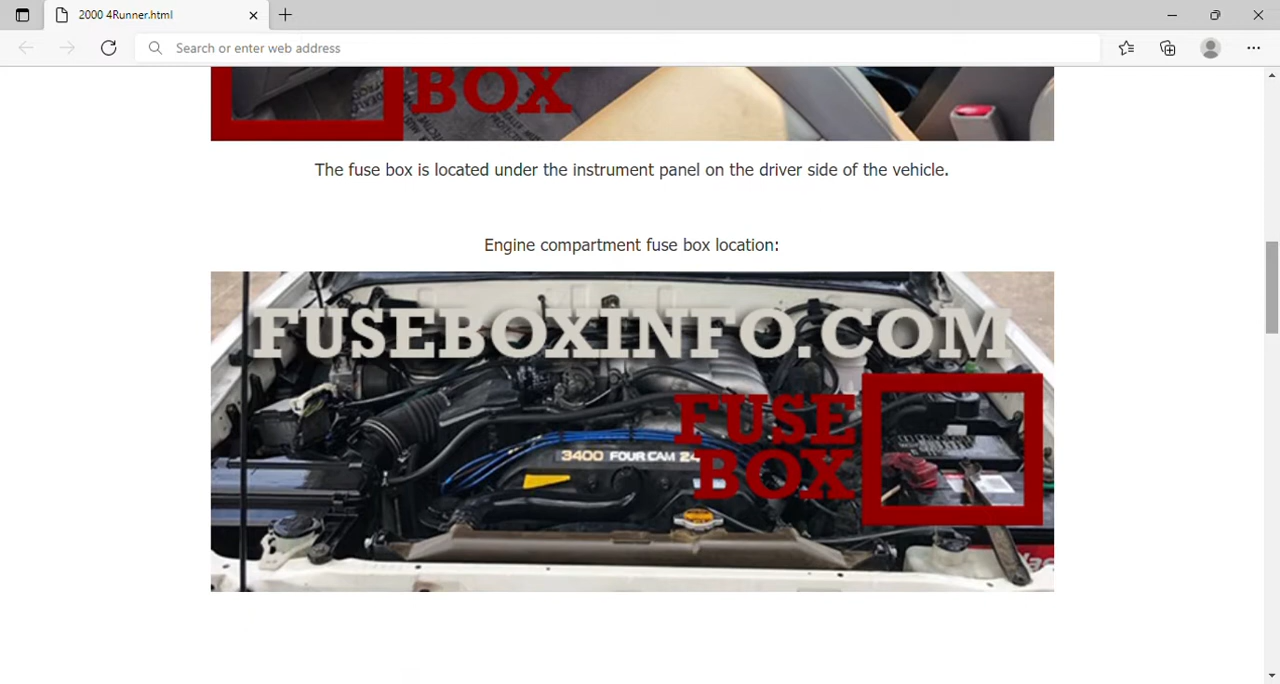 2000 4Runner.html
Search or enter web address
BOX
The fuse box is located under the instrument panel on the driver side of the vehicle.
Engine compartment fuse box location:
FUSEBOXINFO.COM
FUSE
BOX
3400 FOUR CAM 24